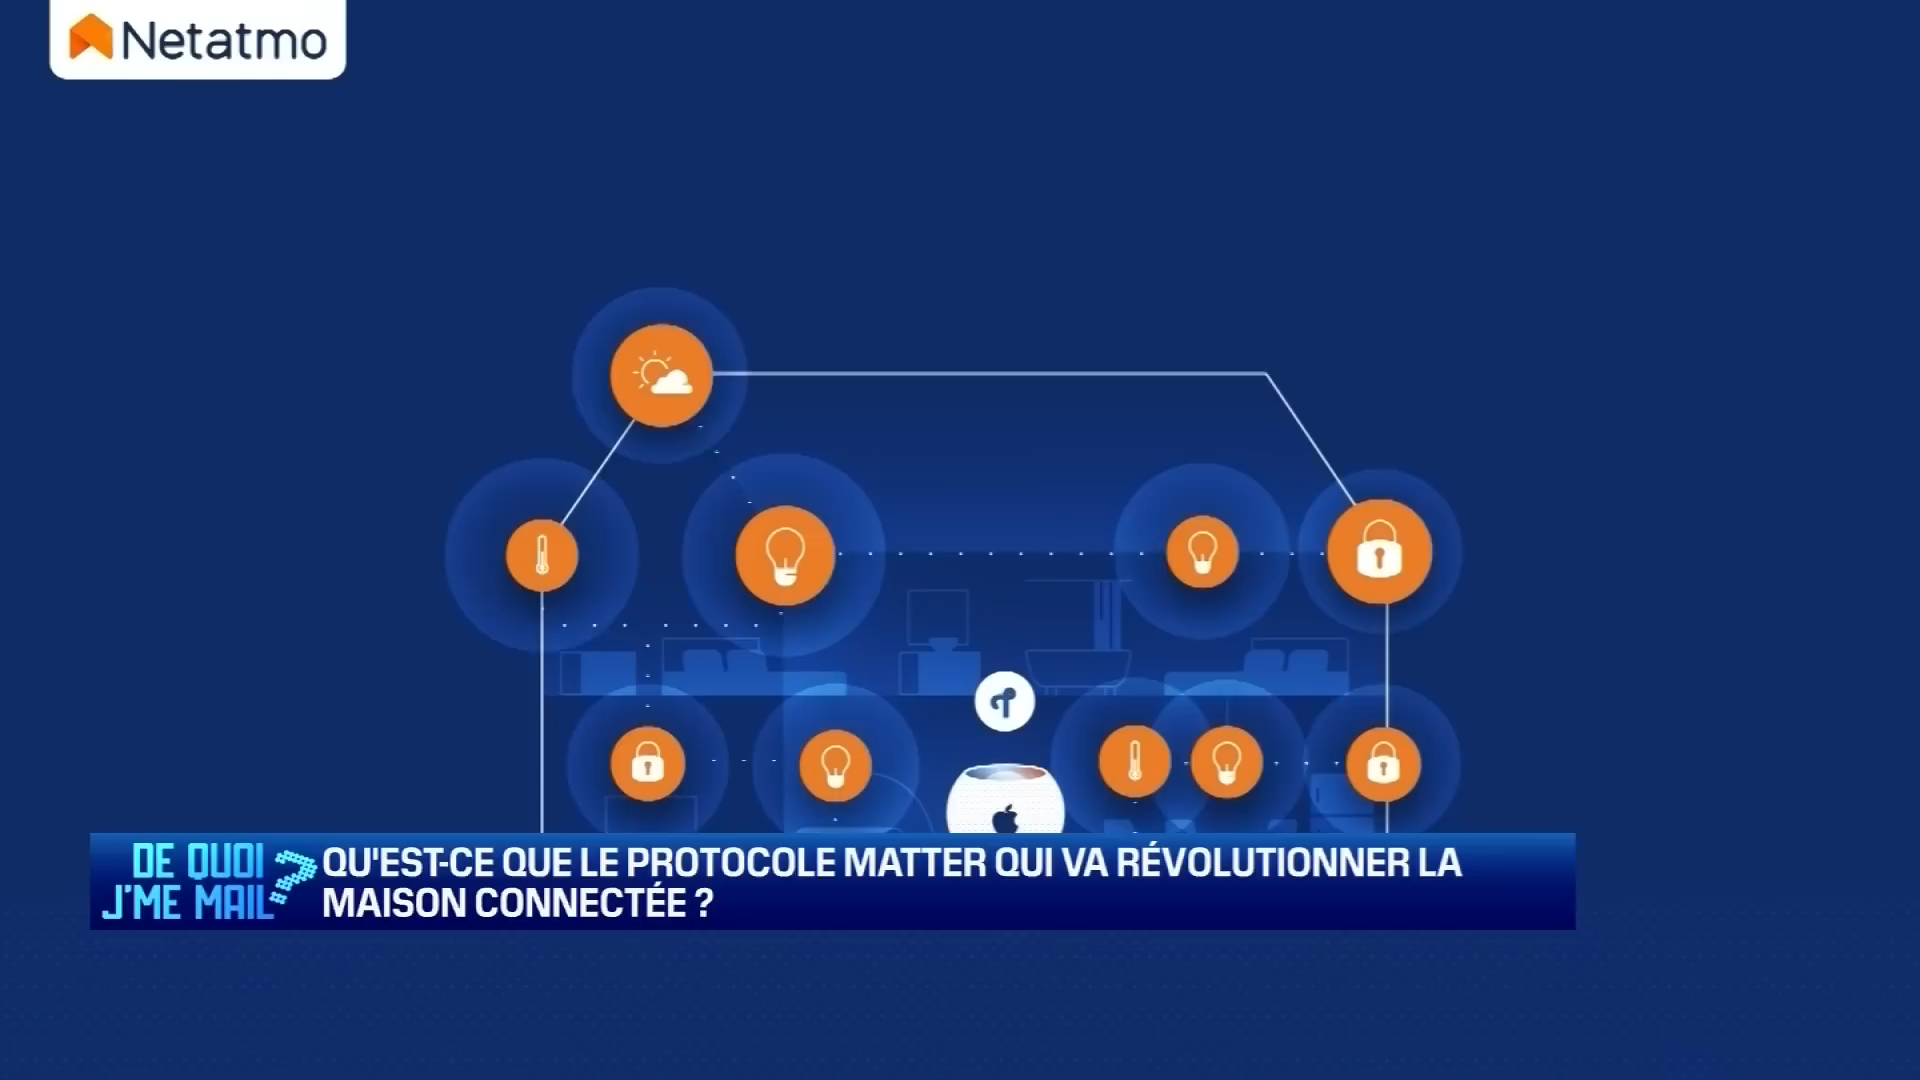 Netatmo
DE QUOI
J'ME MAIL ?
QU'EST-CE QUE LE PROTOCOLE MATTER QUI VA RÉVOLUTIONNER LA
MAISON CONNECTÉE ?